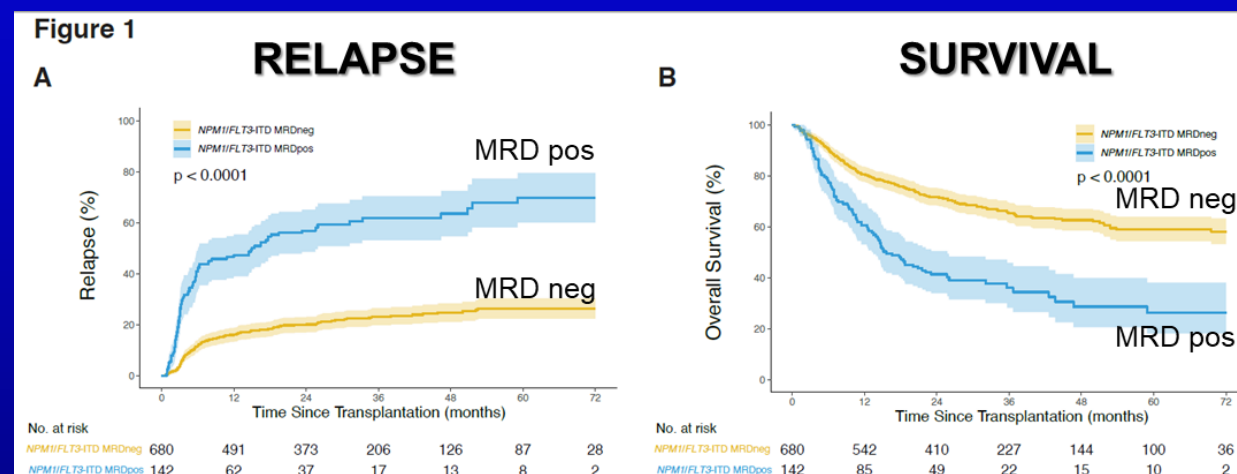 Figure 1
RELAPSE
SURVIVAL
A
NPM1/FLT3-ITD MRDneg
NPM1/FLT3-ITD MRDpos
p < 0.0001
MRD pos
MRD neg
Relapse (%)
100
80
60
40
20
0
0 12 24 36 48 60 72
Time Since Transplantation (months)
No. at risk
NPM1/FLT3-ITD MRDneg 680 491 373 206 126 87 28
NPM1/FLT3-ITD MRDpos 142 62 37 17 13 8 2
B
NPM1/FLT3-ITD MRDneg
NPM1/FLT3-ITD MRDpos
p < 0.0001
MRD neg
MRD pos
Overall Survival (%)
100
80
60
40
20
0
0 12 24 36 48 60 72
Time Since Transplantation (months)
No. at risk
NPM1/FLT3-ITD MRDneg 680 542 410 227 144 100 36
NPM1/FLT3-ITD MRDpos 142 85 49 22 15 10 2